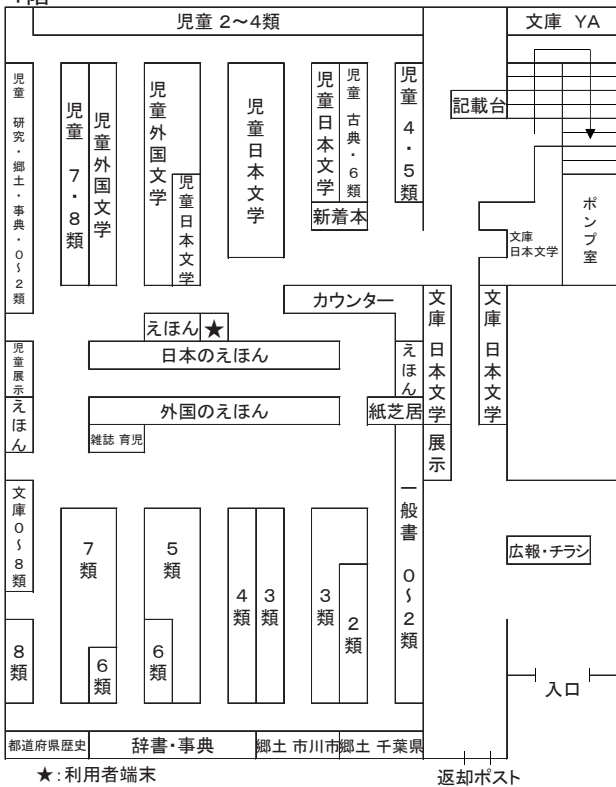 児童 2～4類
文庫 YA
記載台
児童 研究・郷土・事典・0～2類
児童 7・8類
児童外国文学
児童外国文学
児童日本文学
児童日本文学
児童日本文学
児童 古典・6類
新着本
児童 4・5類
文庫
日本文学
ポンプ室
カウンター
文庫 日本文学
文庫 日本文学
えほん
★
日本のえほん
児童展示
えほん
えほん
外国のえほん
紙芝居
雑誌 育児
展示
文庫0～8類
7類
5類
4類
3類
3類
2類
一般書 0～2類
広報・チラシ
8類
6類
6類
入口
都道府県歴史
辞書・事典
郷土 市川市
郷土 千葉県
★：利用者端末
返却ポスト